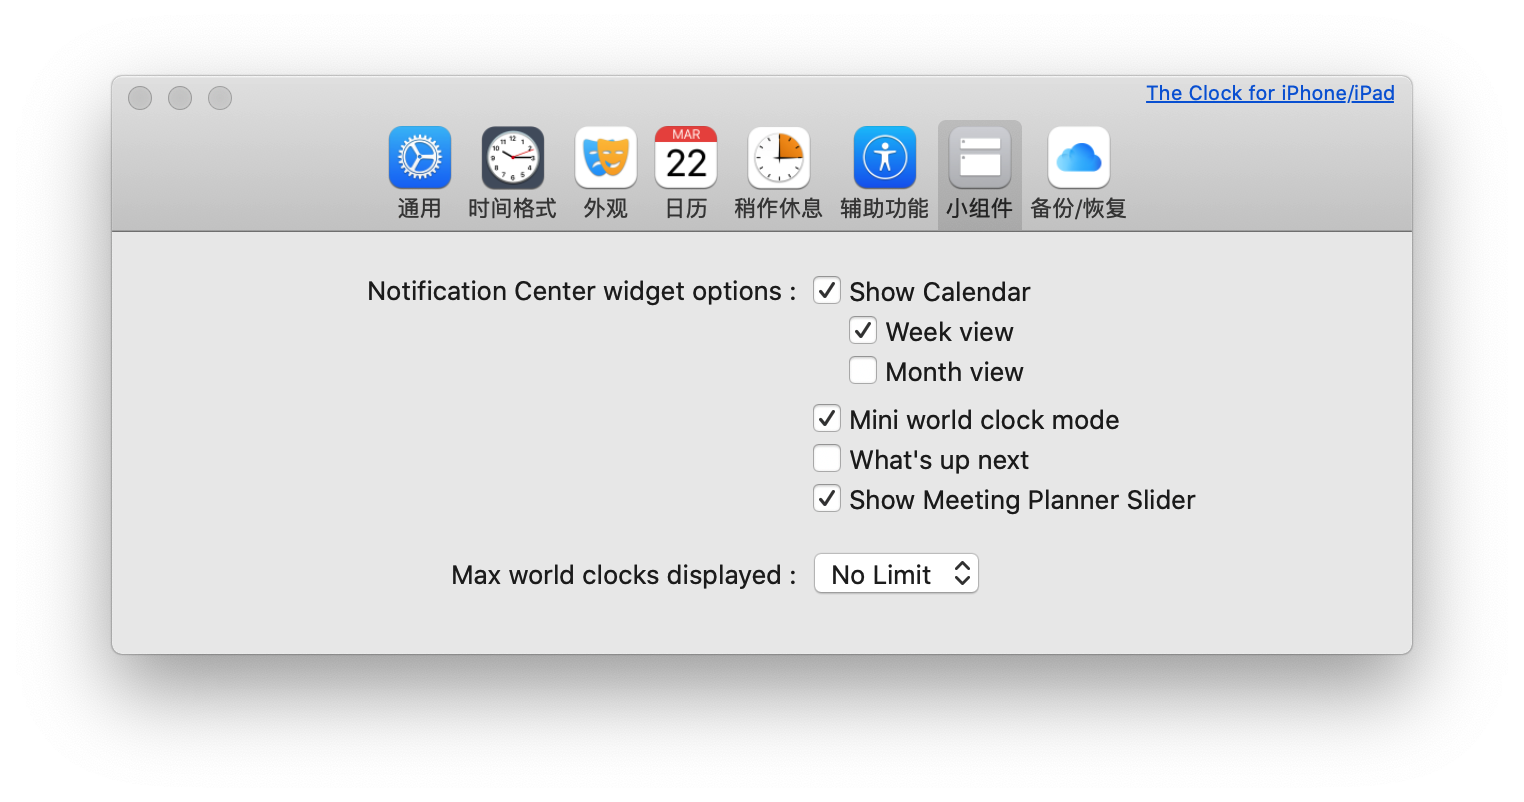 The Clock for iPhone/iPad
MAR
22
通用 时间格式 外观 日历 稍作休息 辅助功能 小组件 备份/恢复
Notification Center widget options : Show Calendar
Week view
Month view
Mini world clock mode
What's up next
Show Meeting Planner Slider
Max world clocks displayed : No Limit